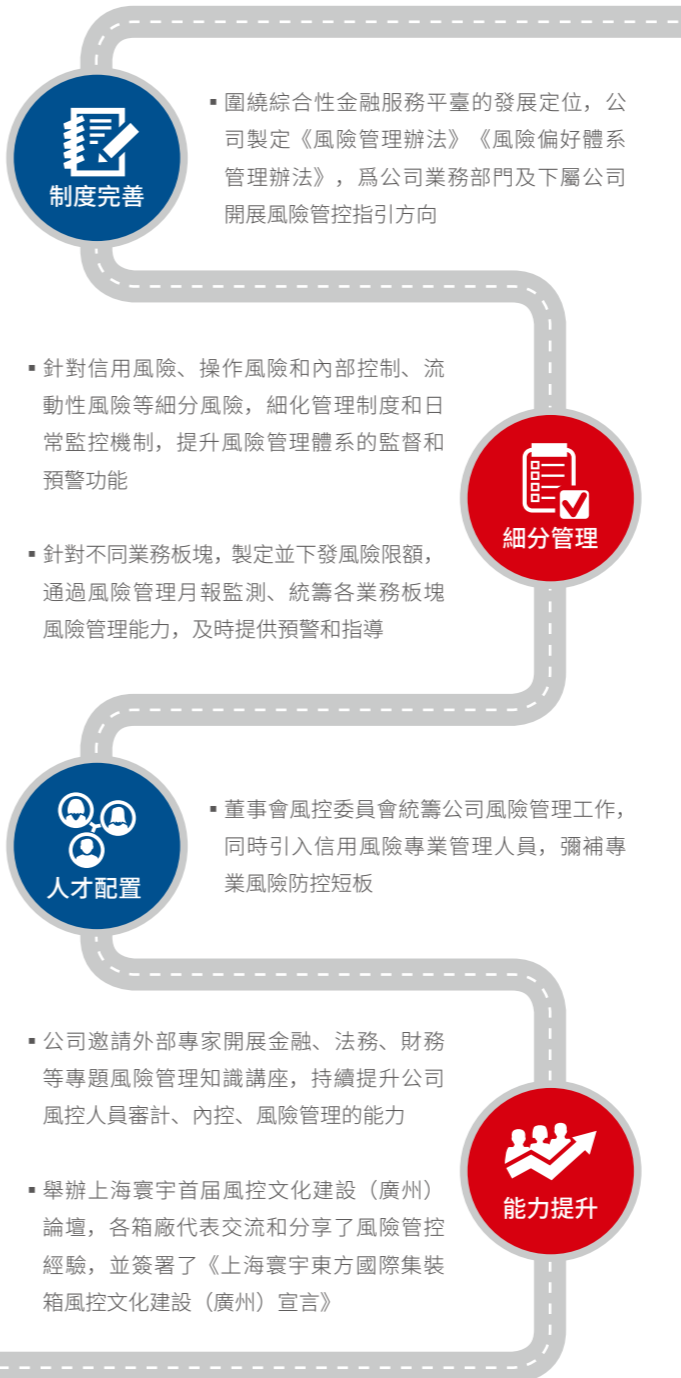 制度完善
▪ 圍繞綜合性金融服務平臺的發展定位，公
司製定《風險管理辦法》《風險偏好體系
管理辦法》，爲公司業務部門及下屬公司
開展風險管控指引方向
▪ 針對信用風險、操作風險和內部控制、流
動性風險等細分風險，細化管理制度和日
常監控機制，提升風險管理體系的監督和
預警功能
▪ 針對不同業務板塊，製定並下發風險限額，
通過風險管理月報監測、統籌各業務板塊
風險管理能力，及時提供預警和指導
細分管理
人才配置
▪ 董事會風控委員會統籌公司風險管理工作，
同時引入信用風險專業管理人員，彌補專
業風險防控短板
▪ 公司邀請外部專家開展金融、法務、財務
等專題風險管理知識講座，持續提升公司
風控人員審計、內控、風險管理的能力
▪ 舉辦上海寰宇首屆風控文化建設（廣州）
論壇，各箱廠代表交流和分享了風險管控
經驗，並簽署了《上海寰宇東方國際集裝
箱風控文化建設（廣州）宣言》
能力提升